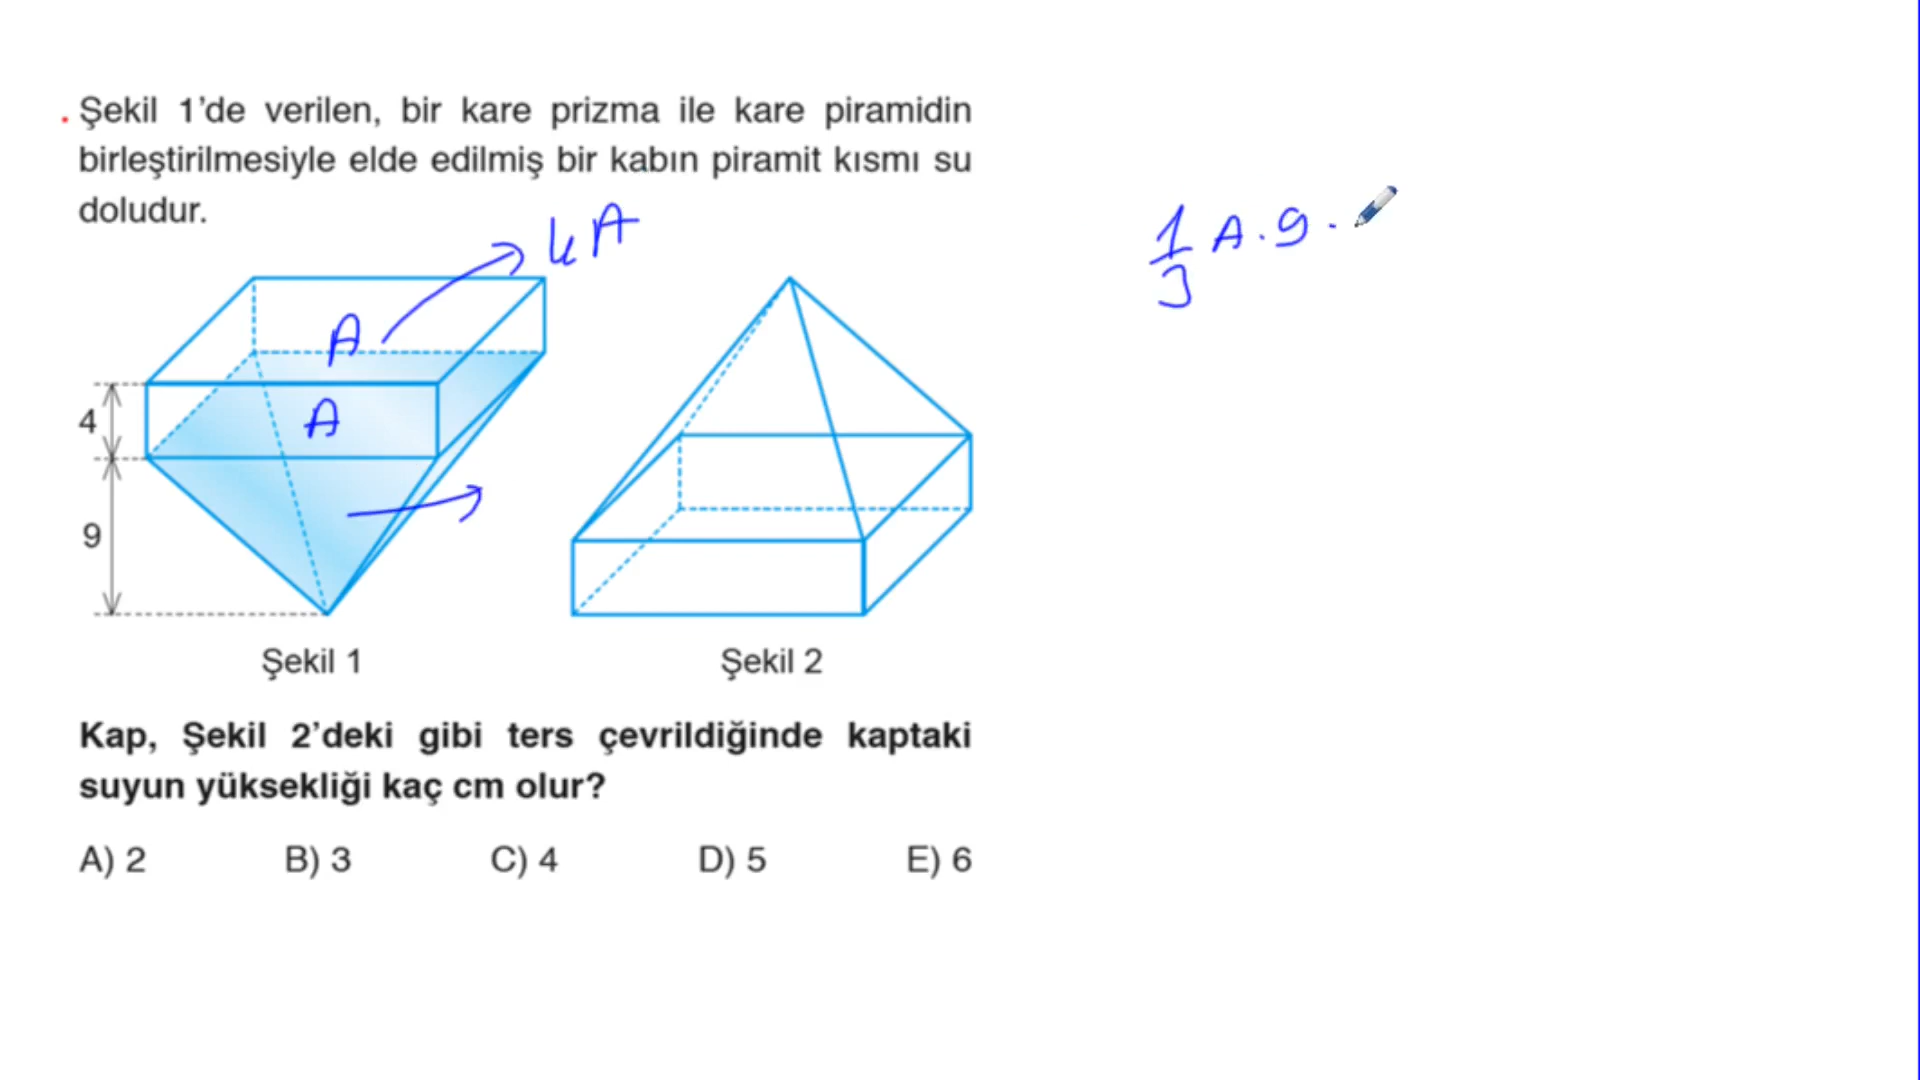 . Şekil 1’de verilen, bir kare prizma ile kare piramidin
birleştirilmesiyle elde edilmiş bir kabın piramit kısmı su
doludur.
4A
A
A
4
9
1/3 A.9.
Şekil 1
Şekil 2
Kap, Şekil 2’deki gibi ters çevrildiğinde kaptaki
suyun yüksekliği kaç cm olur?
A) 2 B) 3 C) 4 D) 5 E) 6